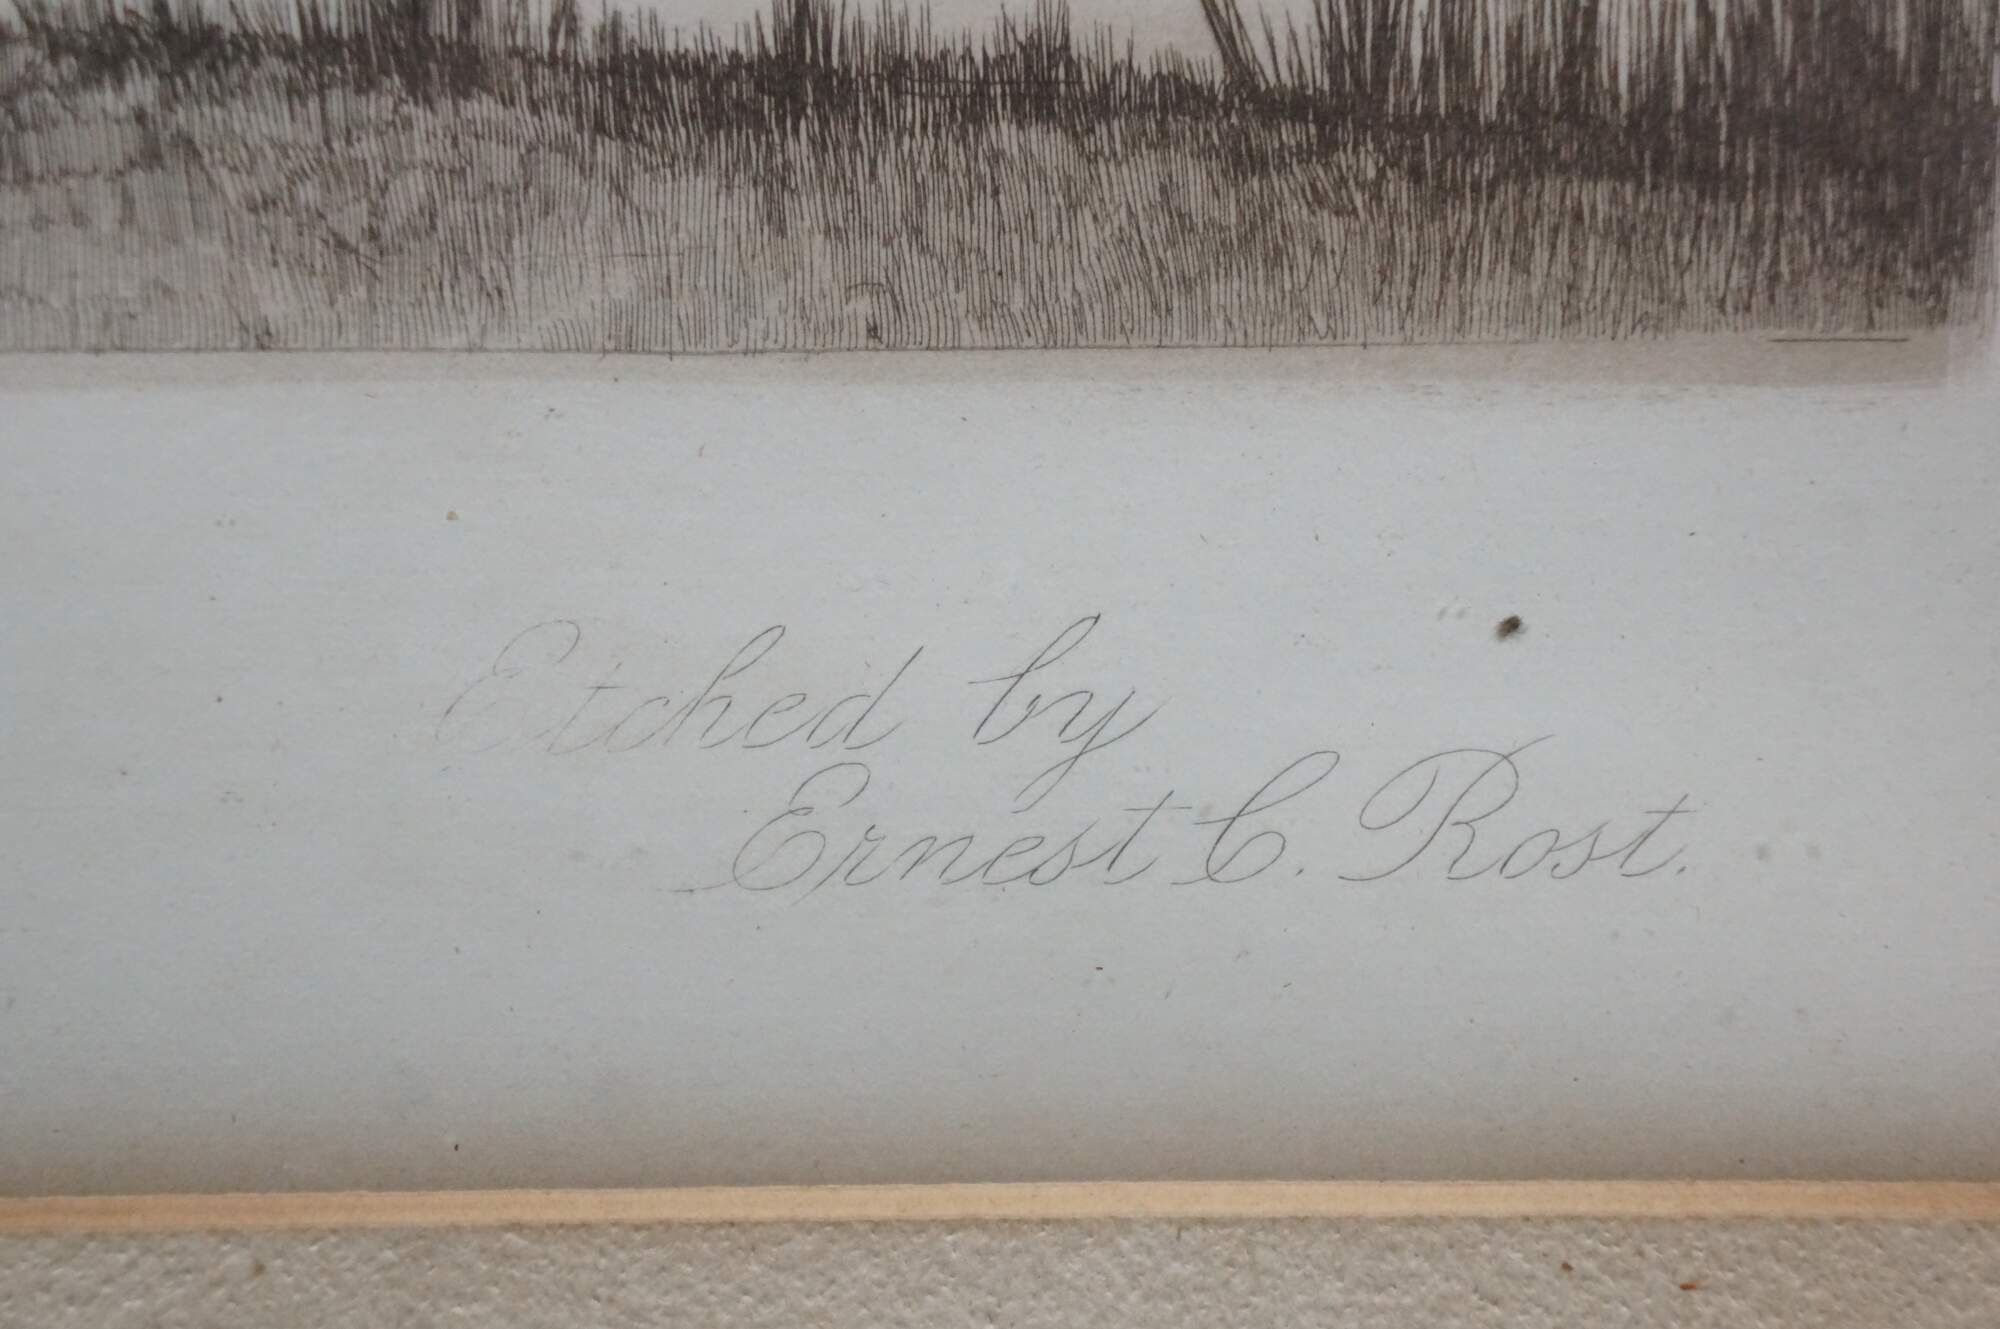 Etched by
Ernest C. Rost.